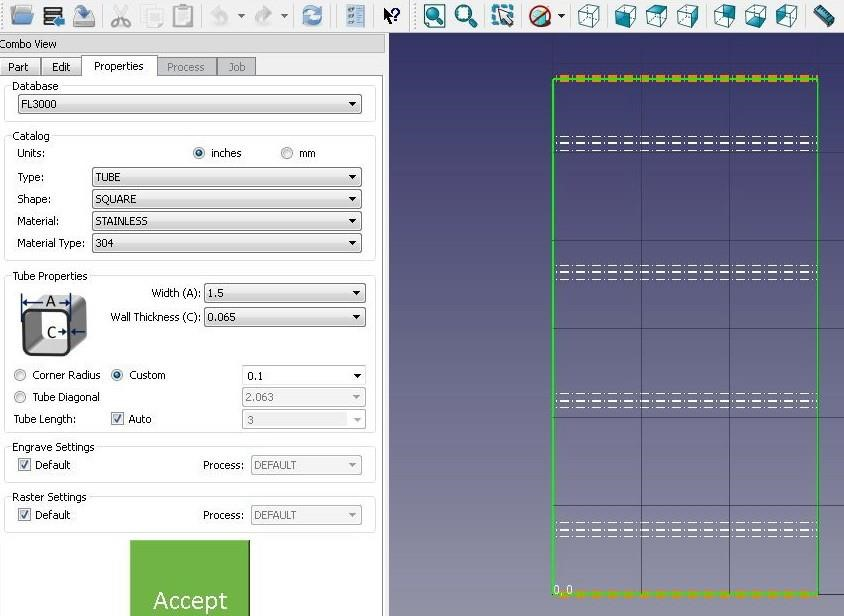 Combo View
Part Edit Properties Process Job
Database
FL3000
Catalog
Units: inches mm
Type: TUBE
Shape: SQUARE
Material: STAINLESS
Material Type: 304
Tube Properties
A
C
Width (A): 1.5
Wall Thickness (C): 0.065
Corner Radius Custom 0.1
Tube Diagonal 2.063
Tube Length: Auto 3
Engrave Settings
Default Process: DEFAULT
Raster Settings
Default Process: DEFAULT
Accept
0, 0